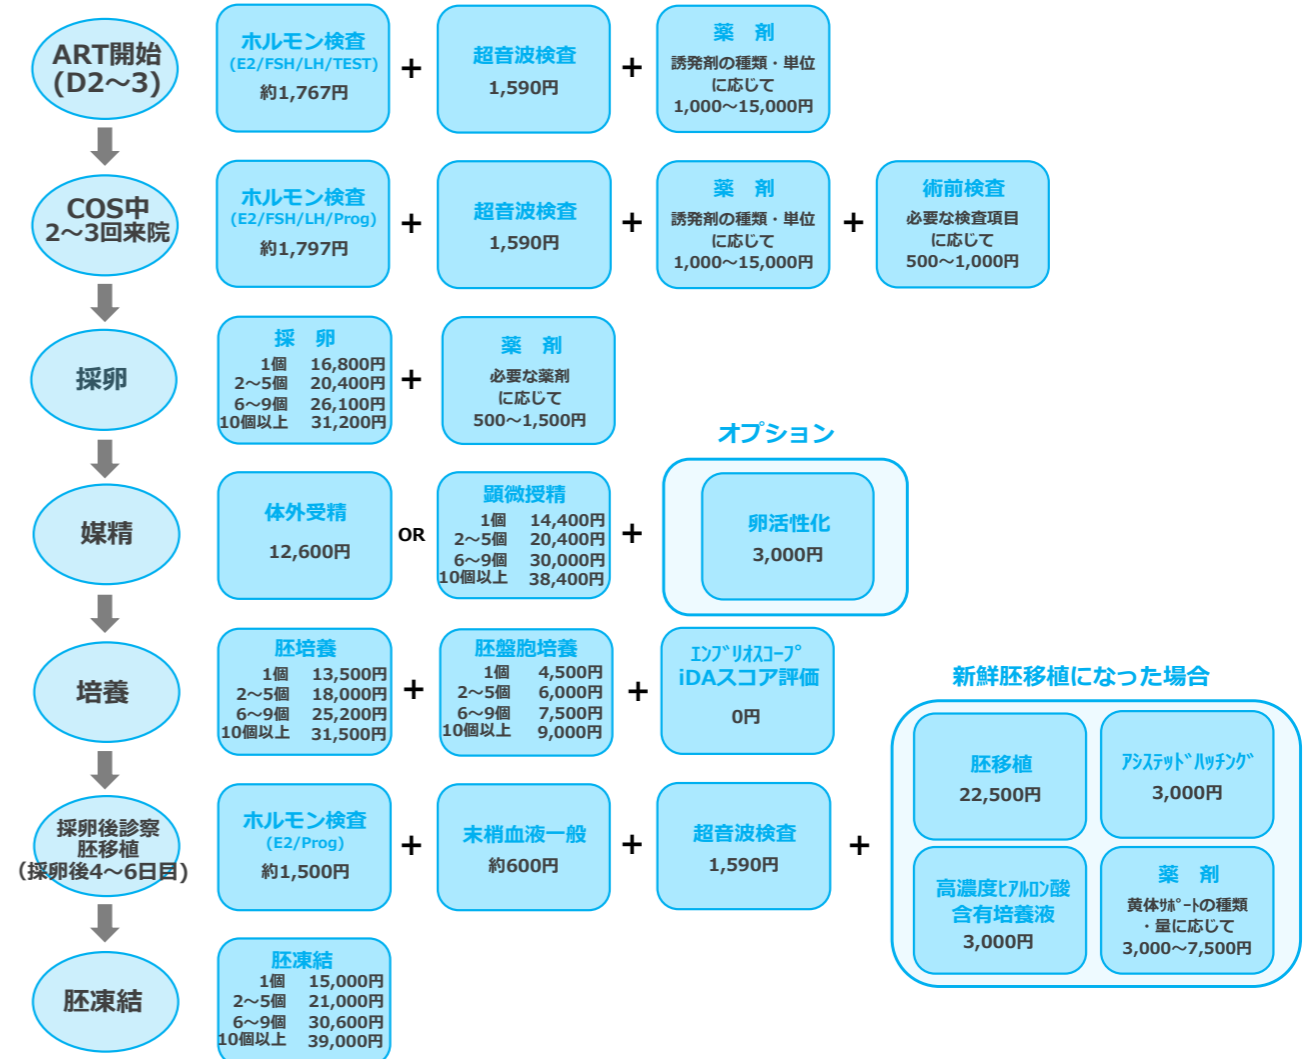 ART開始
(D2〜3)
ホルモン検査
(E2/FSH/LH/TEST)
約1,767円
+
超音波検査
1,590円
+
薬　剤
誘発剤の種類・単位
に応じて
1,000〜15,000円
COS中
2〜3回来院
ホルモン検査
(E2/FSH/LH/Prog)
約1,797円
+
超音波検査
1,590円
+
薬　剤
誘発剤の種類・単位
に応じて
1,000〜15,000円
+
術前検査
必要な検査項目
に応じて
500〜1,000円
採卵
採　卵
1個　16,800円
2〜5個　20,400円
6〜9個　26,100円
10個以上　31,200円
+
薬　剤
必要な薬剤
に応じて
500〜1,500円
媒精
体外受精
12,600円
OR
顕微授精
1個　14,400円
2〜5個　20,400円
6〜9個　30,000円
10個以上　38,400円
+
オプション
卵活性化
3,000円
培養
胚培養
1個　13,500円
2〜5個　18,000円
6〜9個　25,200円
10個以上　31,500円
+
胚盤胞培養
1個　4,500円
2〜5個　6,000円
6〜9個　7,500円
10個以上　9,000円
+
ｴﾝﾌﾞﾘｵｽｺｰﾌﾟ
iDAスコア評価
0円
採卵後診察
胚移植
（採卵後4〜6日目)
ホルモン検査
(E2/Prog)
約1,500円
+
末梢血液一般
約600円
+
超音波検査
1,590円
+
新鮮胚移植になった場合
胚移植
22,500円
ｱｼｽﾃｯﾄﾞﾊｯﾁﾝｸﾞ
3,000円
高濃度ﾋｱﾙﾛﾝ酸
含有培養液
3,000円
薬　剤
黄体ｻﾎﾟｰﾄの種類
・量に応じて
3,000〜7,500円
胚凍結
胚凍結
1個　15,000円
2〜5個　21,000円
6〜9個　30,600円
10個以上　39,000円